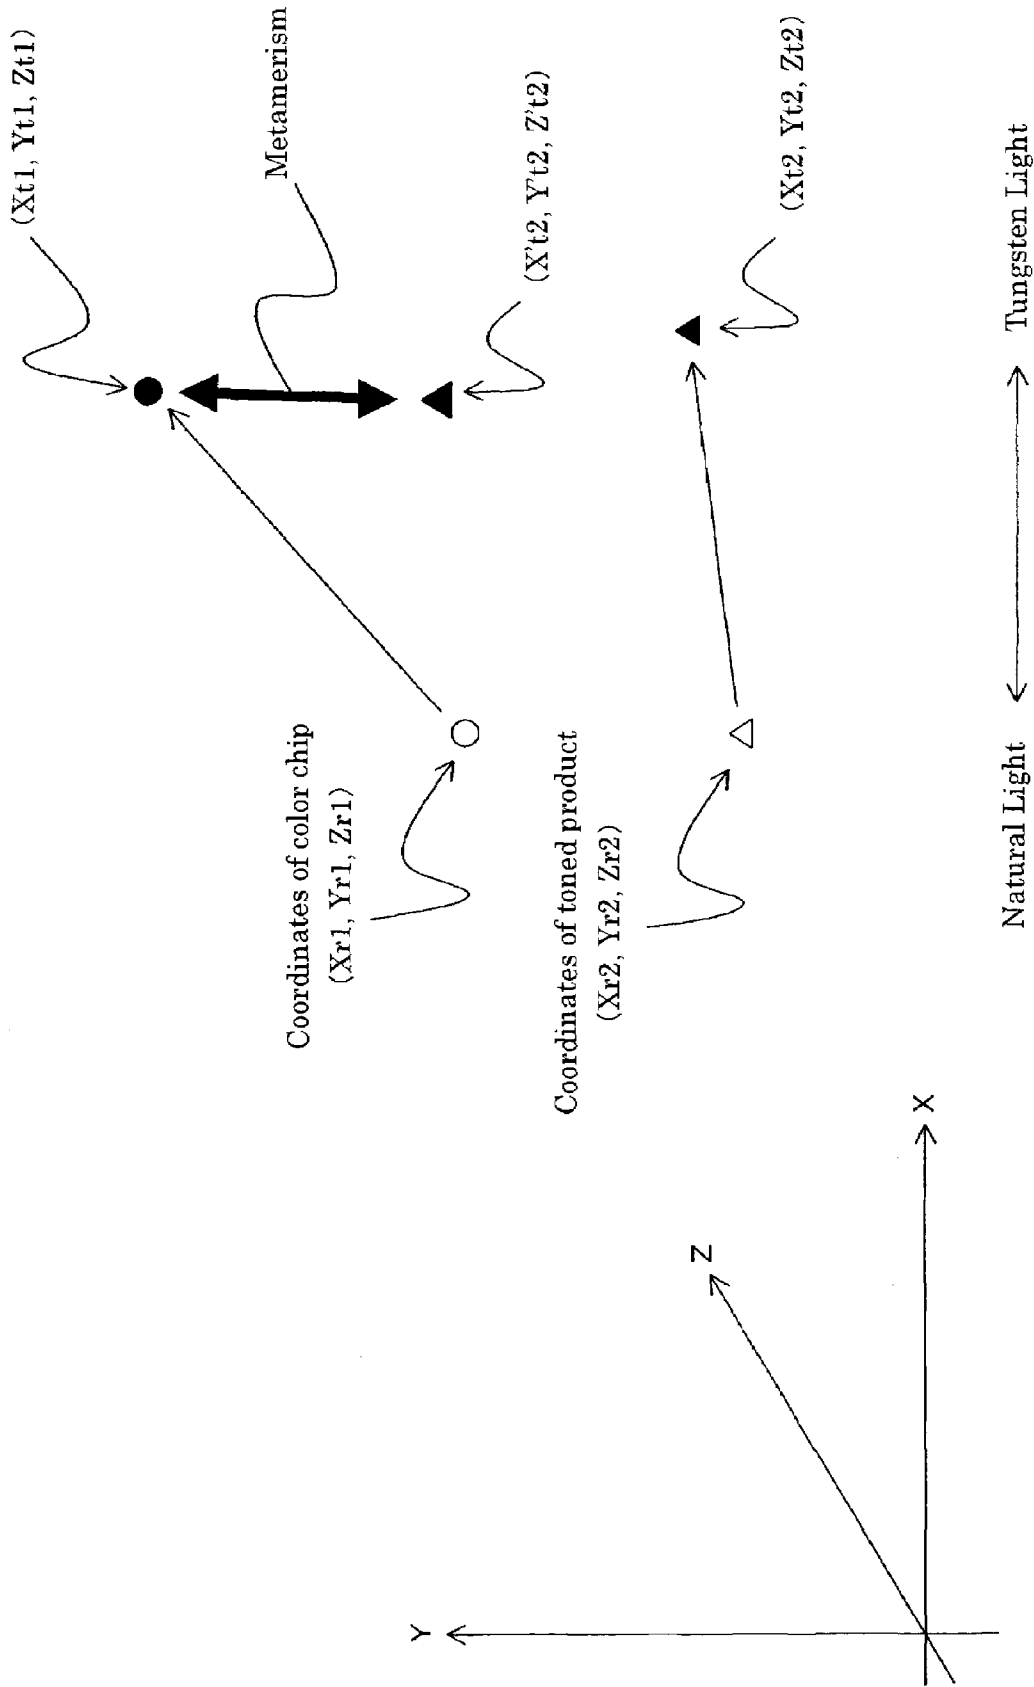 (Xt1, Yt1, Zt1)
Metamerism
(X't2, Y't2, Z't2)
(Xt2, Yt2, Zt2)
Coordinates of color chip
(Xr1, Yr1, Zr1)
Coordinates of toned product
(Xr2, Yr2, Zr2)
Y
Z
X
Natural Light
Tungsten Light